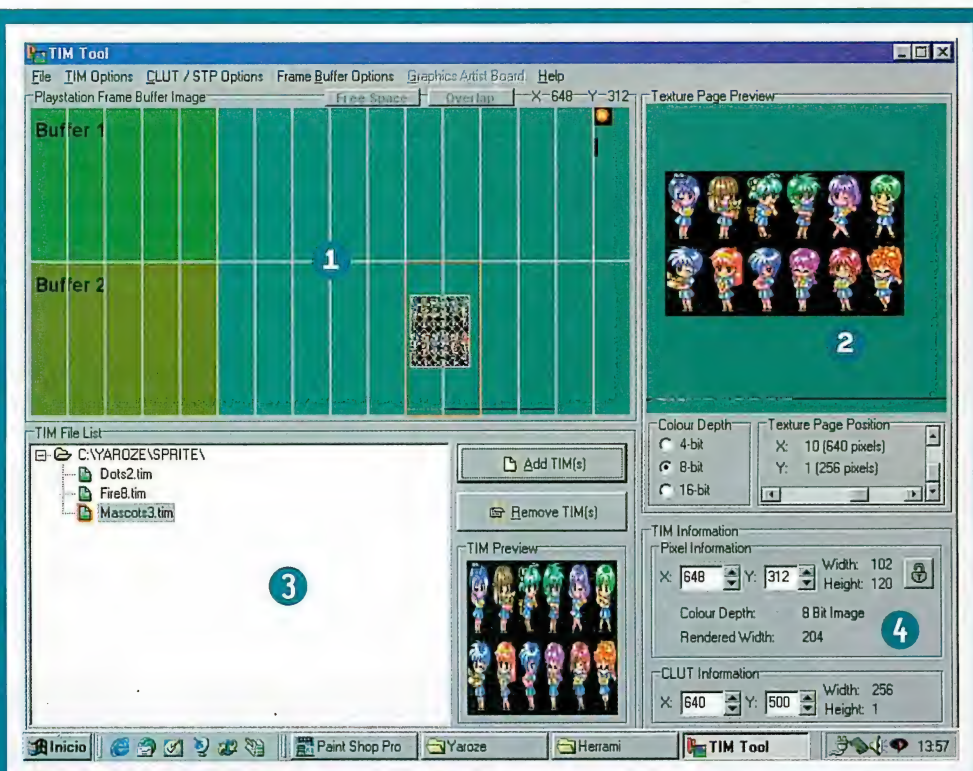 TIM Tool
File TIM Options CLUT / STP Options Frame Buffer Options Graphics Artist Board Help
Playstation Frame Buffer Image Free Space Overlap X 648 Y 312
Buffer 1
Buffer 2
1
Texture Page Preview
2
Colour Depth
4-bit
8-bit
16-bit
Texture Page Position
X: 10 (640 pixels)
Y: 1 (256 pixels)
TIM File List
C:\YAROZE\SPRITE\
Dots2.tim
Fire8.tim
Mascots3.tim
3
Add TIM(s)
Remove TIM(s)
TIM Preview
TIM Information
Pixel Information
X: 648 Y: 312 Width: 102
Height: 120
Colour Depth: 8 Bit Image
Rendered Width: 204
4
CLUT Information
X: 640 Y: 500 Width: 256
Height: 1
Inicio Paint Shop Pro Yaroze Herrami TIM Tool 13:57